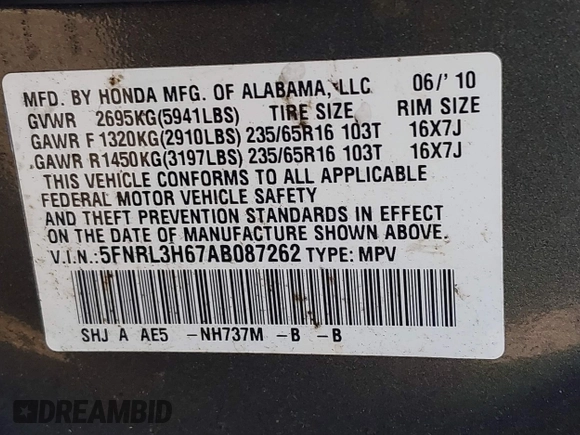 MFD. BY HONDA MFG. OF ALABAMA, LLC 06/' 10
GVWR 2695KG(5941LBS) TIRE SIZE RIM SIZE
GAWR F 1320KG(2910LBS) 235/65R16 103T 16X7J
GAWR R1450KG(3197LBS) 235/65R16 103T 16X7J
THIS VEHICLE CONFORMS TO ALL APPLICABLE
FEDERAL MOTOR VEHICLE SAFETY
AND THEFT PREVENTION STANDARDS IN EFFECT
ON THE DATE OF MANUFACTURE SHOWN ABOVE.
V.I.N.:5FNRL3H67AB087262 TYPE: MPV
SHJ A AE5 -NH737M -B -B
DREAMBID